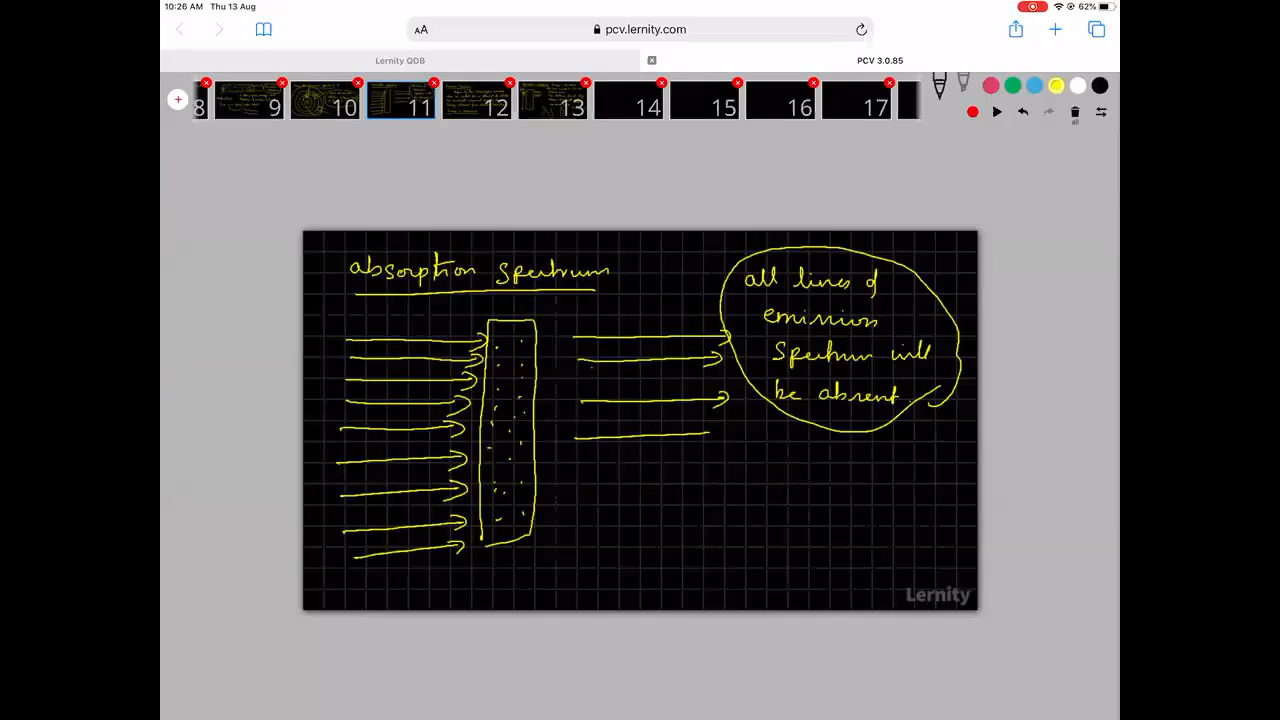 10:26 AM Thu 13 Aug
62%
AA
pcv.lernity.com
Lernity QDB
PCV 3.0.85
8 9 10 11 12 13 14 15 16 17
all
absorption spectrum
all lines of
emission
Spectrum will
be absent.
Lernity